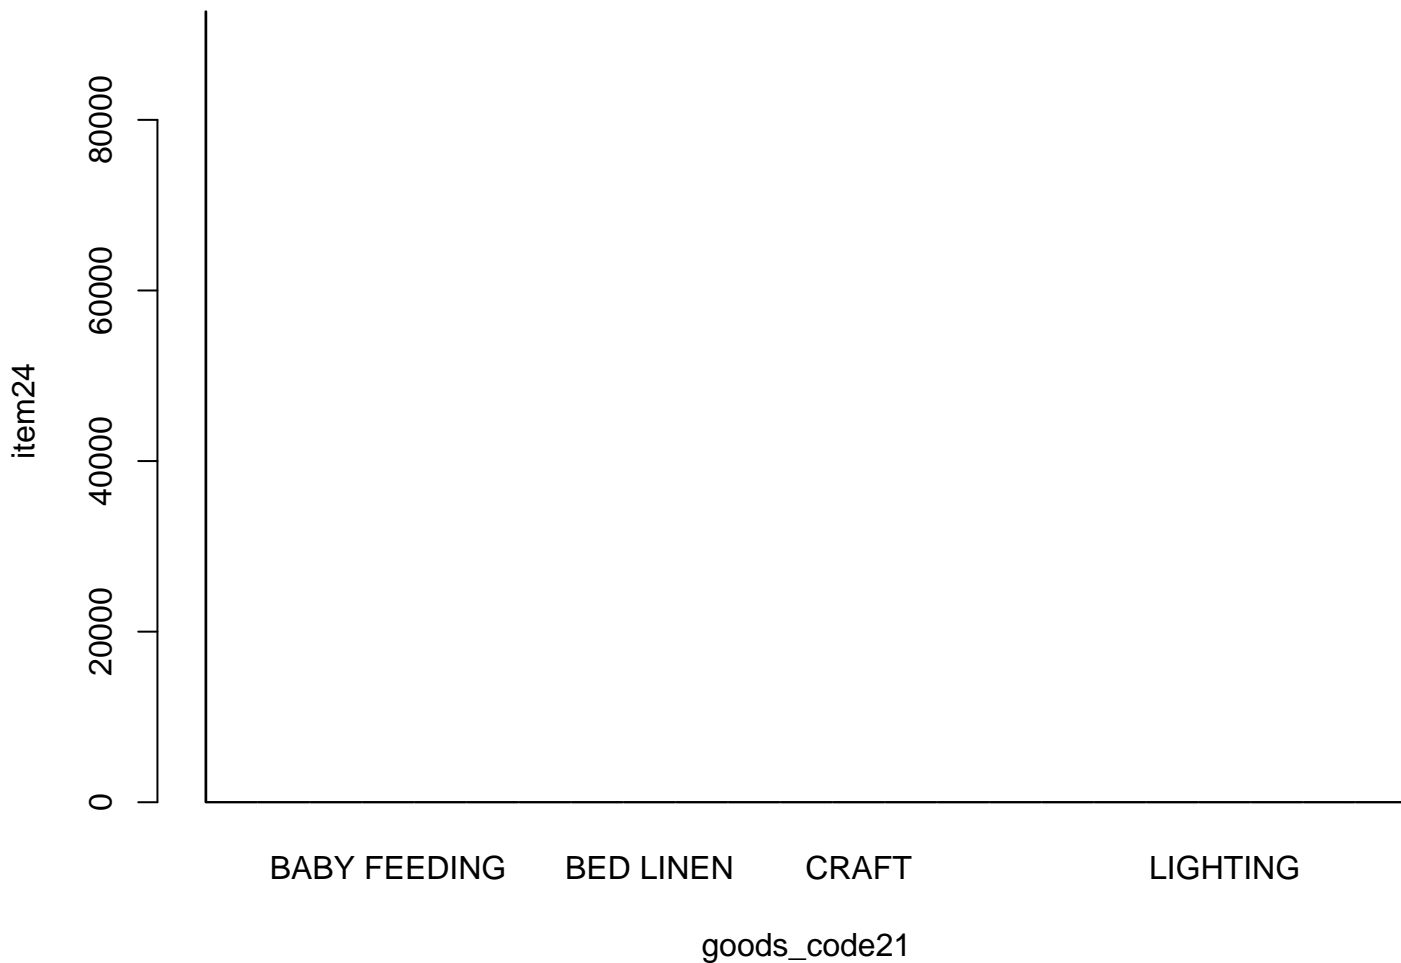 80000
60000
40000
20000
0
item24
BABY FEEDING
BED LINEN
CRAFT
LIGHTING
goods_code21